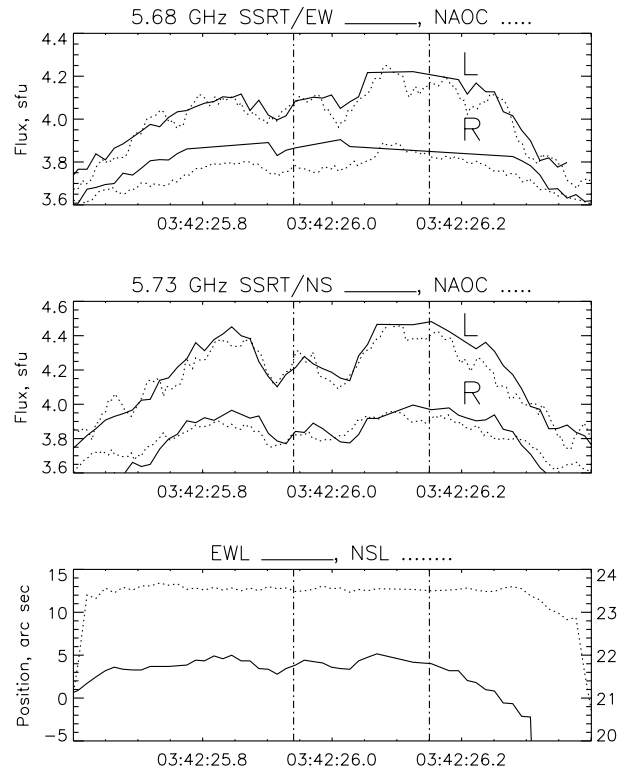 5.68 GHz SSRT/EW ______, NAOC .....
Flux, sfu
4.4
4.2
4.0
3.8
3.6
L
R
03:42:25.8 03:42:26.0 03:42:26.2
5.73 GHz SSRT/NS ______, NAOC .....
Flux, sfu
4.6
4.4
4.2
4.0
3.8
3.6
L
R
03:42:25.8 03:42:26.0 03:42:26.2
EWL ______, NSL ........
Position, arc sec
15
10
5
0
−5
24
23
22
21
20
03:42:25.8 03:42:26.0 03:42:26.2